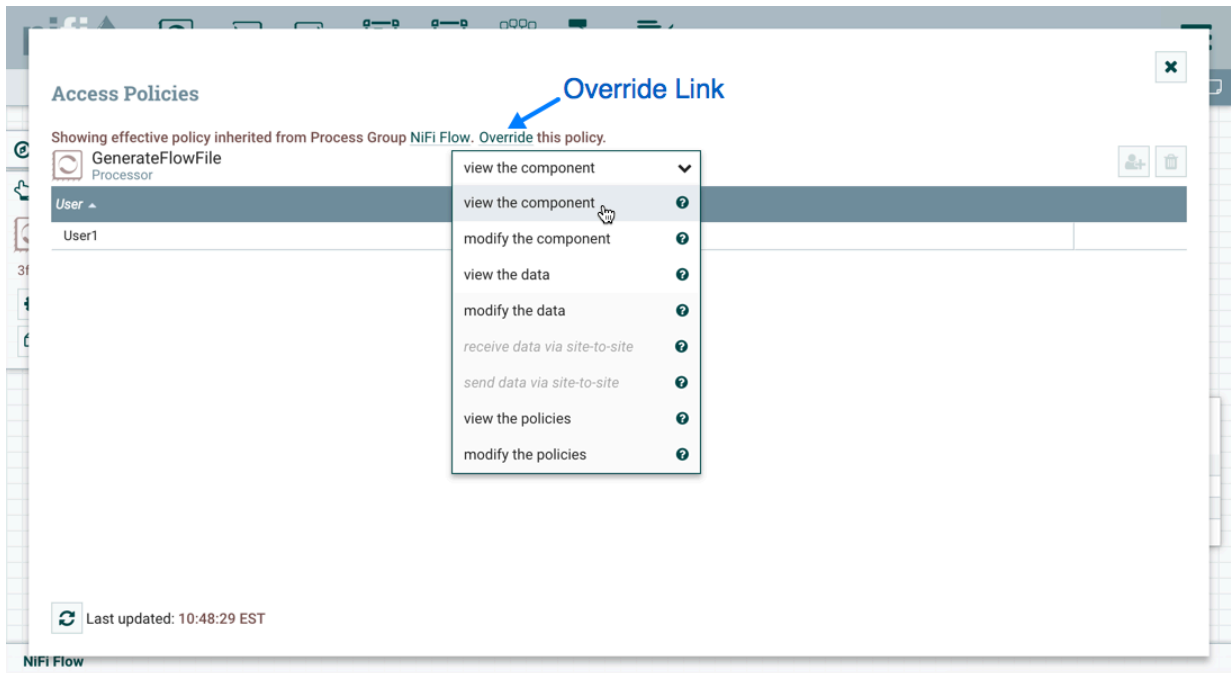 nifi
Override Link
Access Policies
Showing effective policy inherited from Process Group NiFi Flow. Override this policy.
GenerateFlowFile
Processor
view the component
User
view the component
User1
modify the component
view the data
modify the data
receive data via site-to-site
send data via site-to-site
view the policies
modify the policies
Last updated: 10:48:29 EST
NiFi Flow